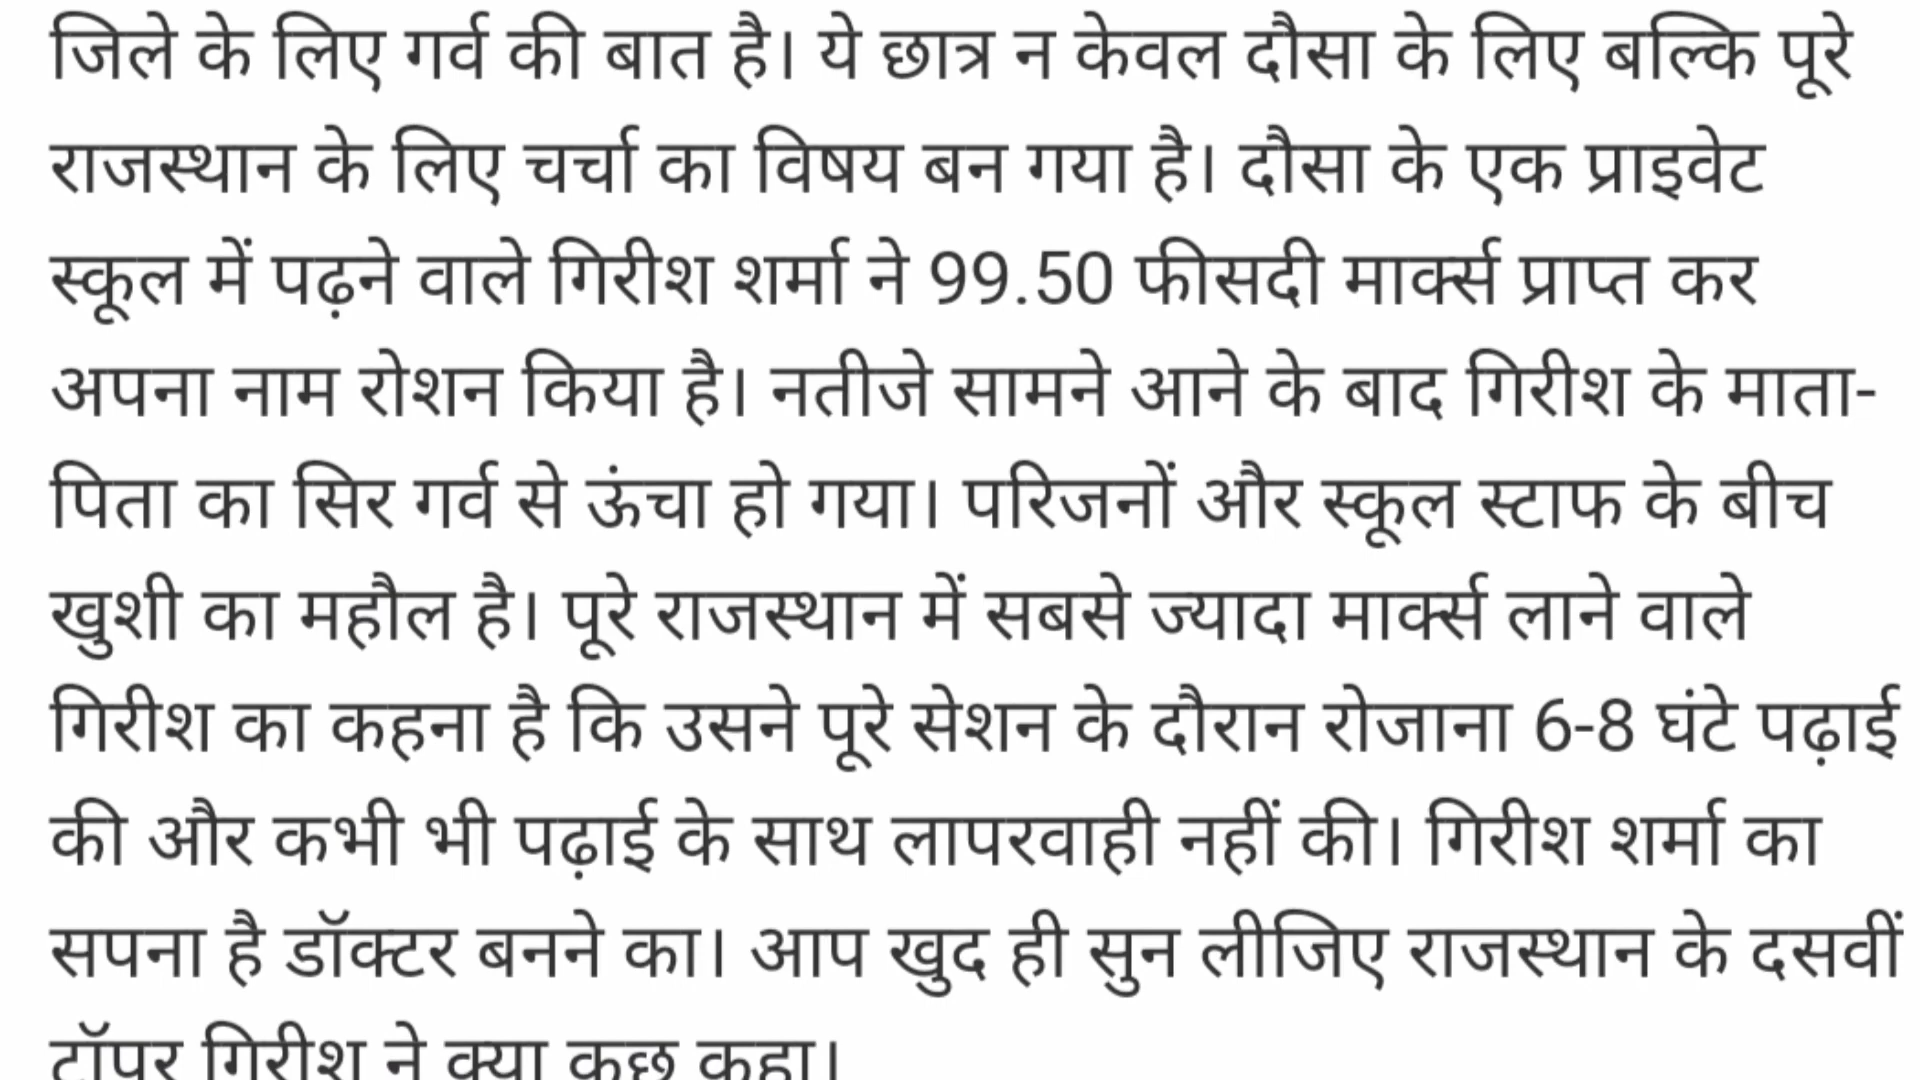 जिले के लिए गर्व की बात है। ये छात्र न केवल दौसा के लिए बल्कि पूरे
राजस्थान के लिए चर्चा का विषय बन गया है। दौसा के एक प्राइवेट
स्कूल में पढ़ने वाले गिरीश शर्मा ने 99.50 फीसदी मार्क्स प्राप्त कर
अपना नाम रोशन किया है। नतीजे सामने आने के बाद गिरीश के माता-
पिता का सिर गर्व से ऊंचा हो गया। परिजनों और स्कूल स्टाफ के बीच
खुशी का महौल है। पूरे राजस्थान में सबसे ज्यादा मार्क्स लाने वाले
गिरीश का कहना है कि उसने पूरे सेशन के दौरान रोजाना 6-8 घंटे पढ़ाई
की और कभी भी पढ़ाई के साथ लापरवाही नहीं की। गिरीश शर्मा का
सपना है डॉक्टर बनने का। आप खुद ही सुन लीजिए राजस्थान के दसवीं
टॉपर गिरीश ने क्या कुछ कहा।